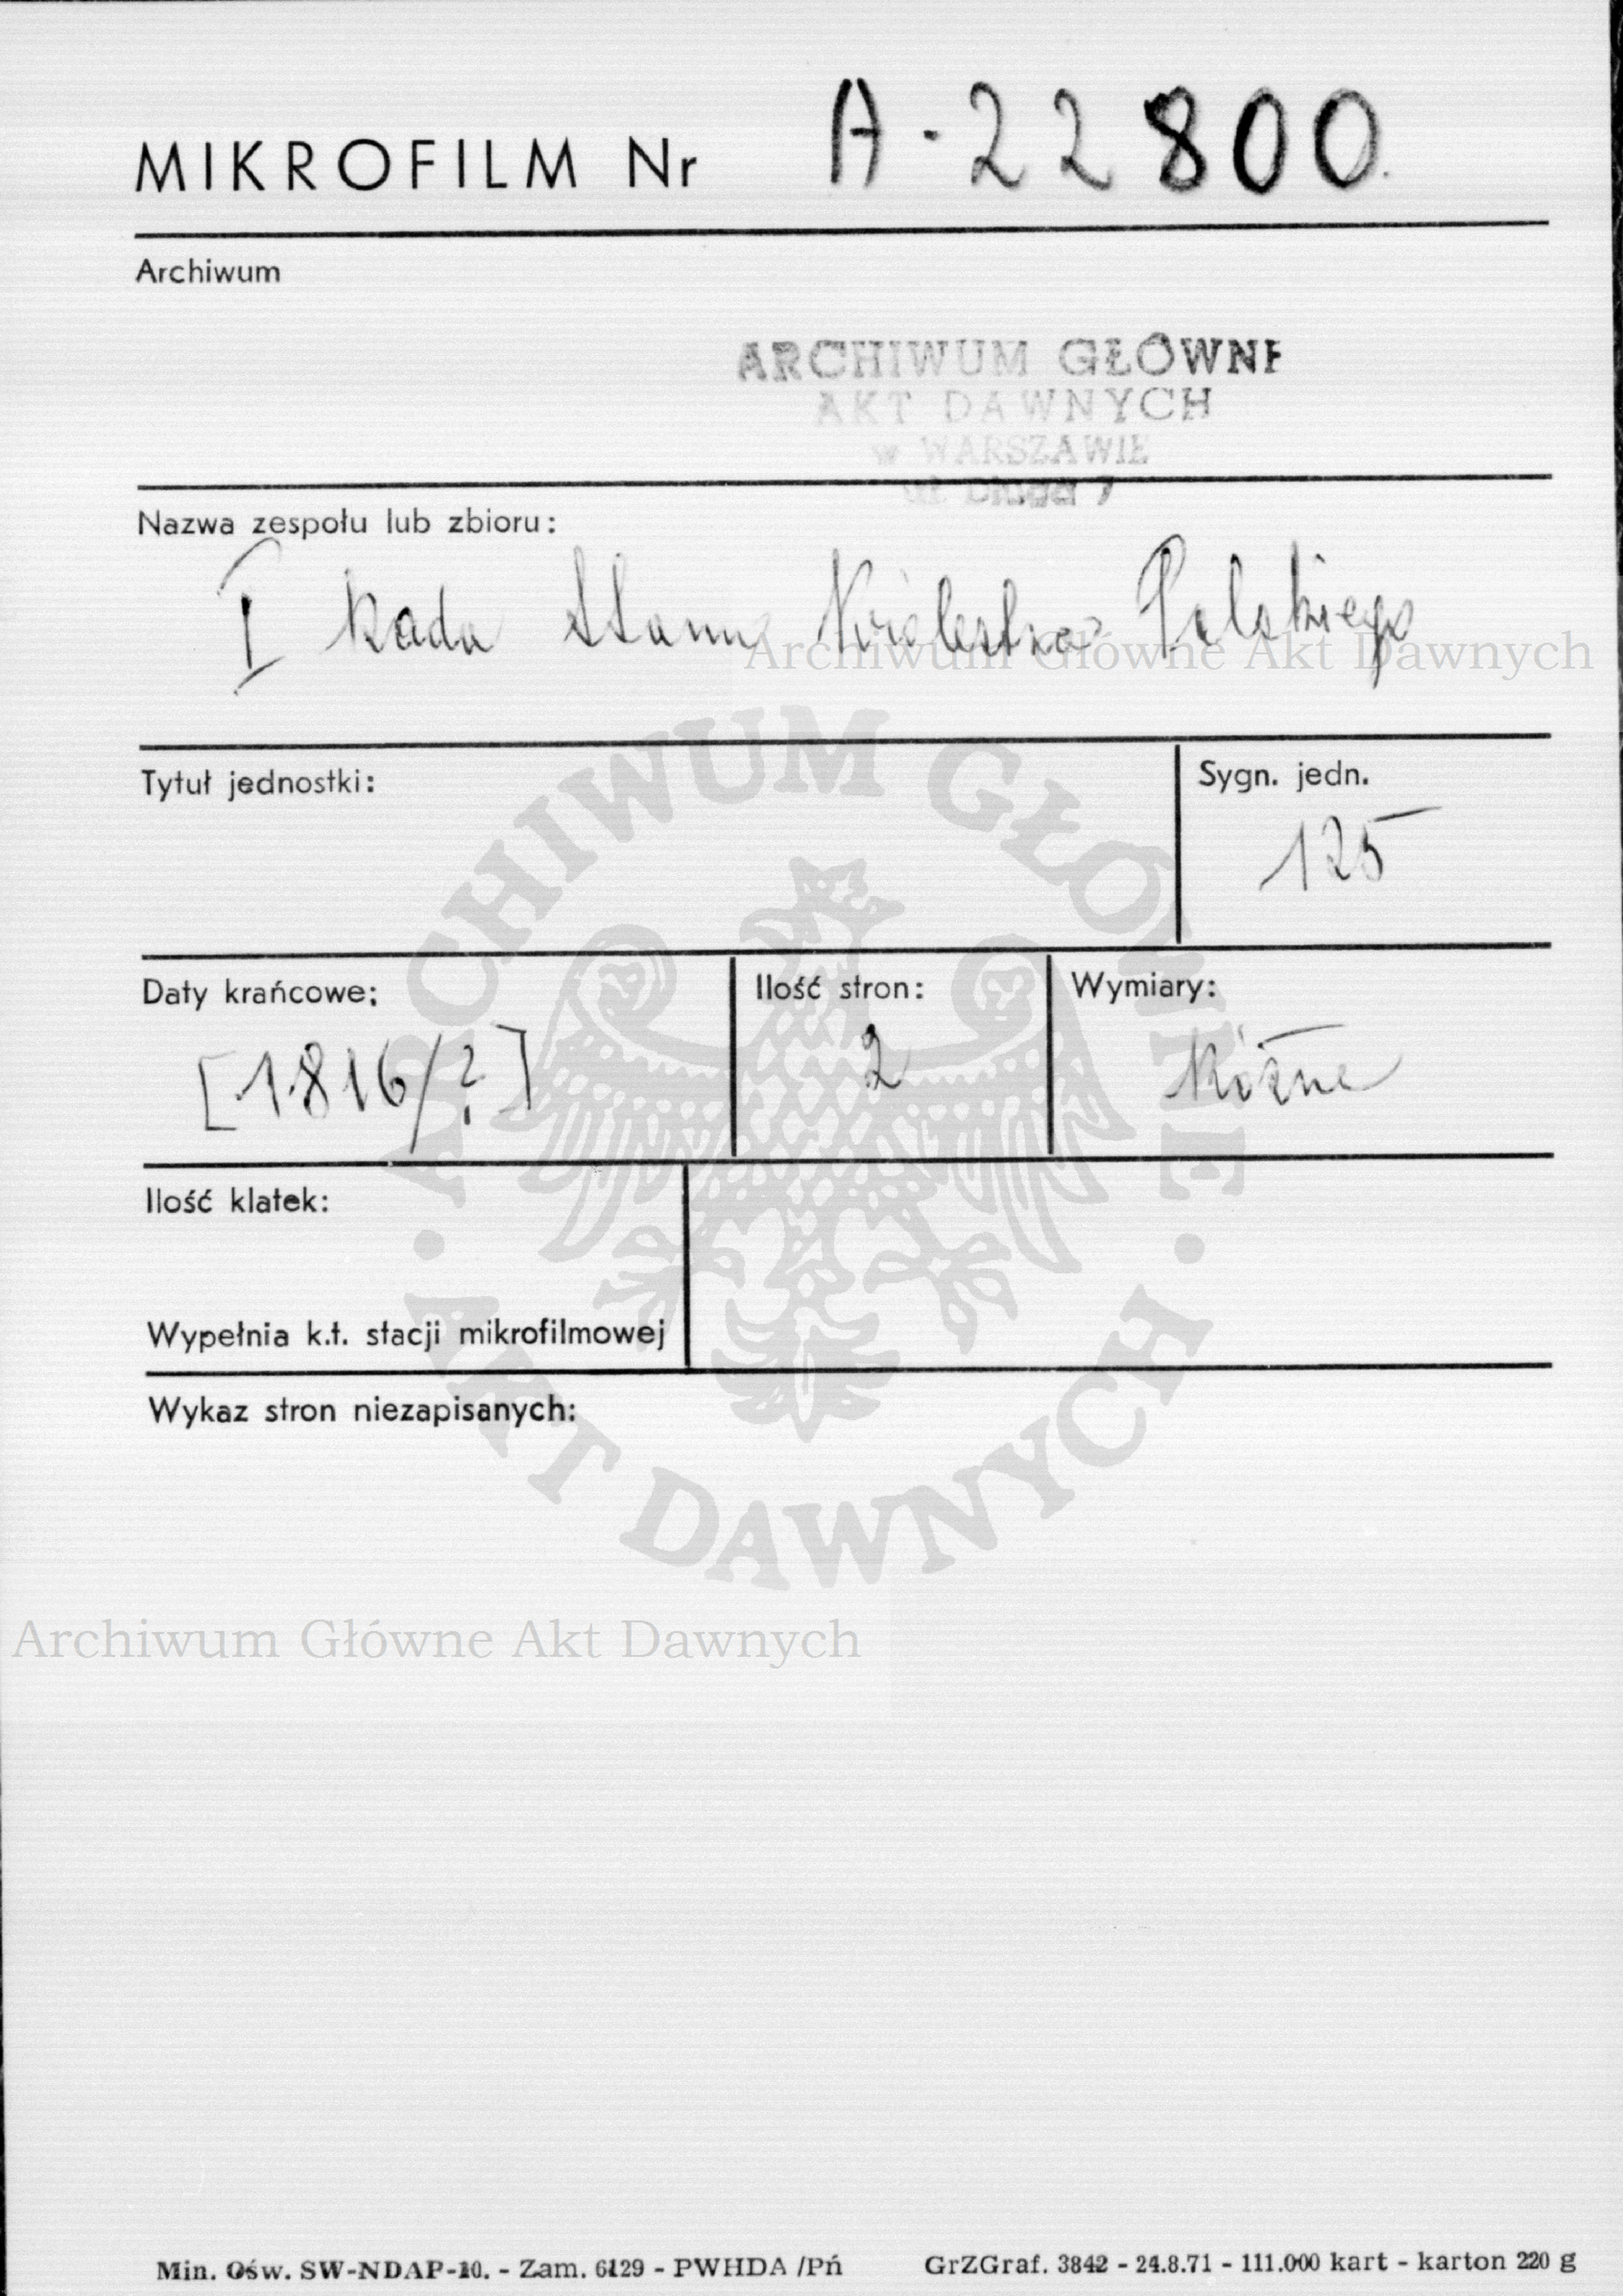 MIKROFILM Nr A-22800.
Archiwum
ARCHIWUM GŁÓWNE
AKT DAWNYCH
w WARSZAWIE
ul. Długa 7
Nazwa zespołu lub zbioru:
I Rada Stanu Królestwa Polskiego
Archiwum Główne Akt Dawnych
Tytuł jednostki:
Sygn. jedn.
125
Daty krańcowe:
[1816/?]
Ilość stron:
2
Wymiary:
Różne
Ilość klatek:
Wypełnia k.t. stacji mikrofilmowej
Wykaz stron niezapisanych:
ARCHIWUM GŁÓWNE
AKT DAWNYCH
Archiwum Główne Akt Dawnych
Min. Ośw. SW-NDAP-10. - Zam. 6129 - PWHDA /Pń
GrZGraf. 3842 - 24.8.71 - 111.000 kart - karton 220 g